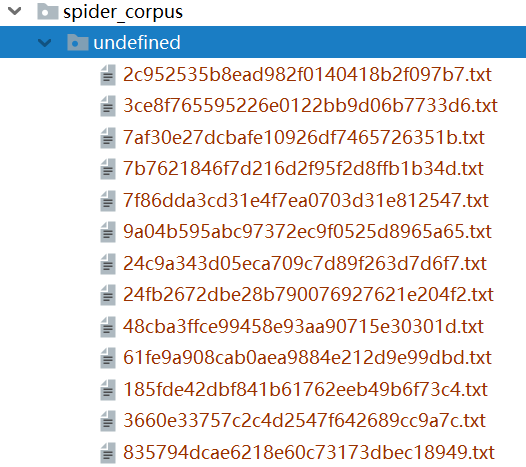 spider_corpus
undefined
2c952535b8ead982f0140418b2f097b7.txt
3ce8f765595226e0122bb9d06b7733d6.txt
7af30e27dcbafe10926df7465726351b.txt
7b7621846f7d216d2f95f2d8ffb1b34d.txt
7f86dda3cd31e4f7ea0703d31e812547.txt
9a04b595abc97372ec9f0525d8965a65.txt
24c9a343d05eca709c7d89f263d7d6f7.txt
24fb2672dbe28b790076927621e204f2.txt
48cba3ffce99458e93aa90715e30301d.txt
61fe9a908cab0aea9884e212d9e99dbd.txt
185fde42dbf841b61762eeb49b6f73c4.txt
3660e33757c2c4d2547f642689cc9a7c.txt
835794dcae6218e60c73173dbec18949.txt